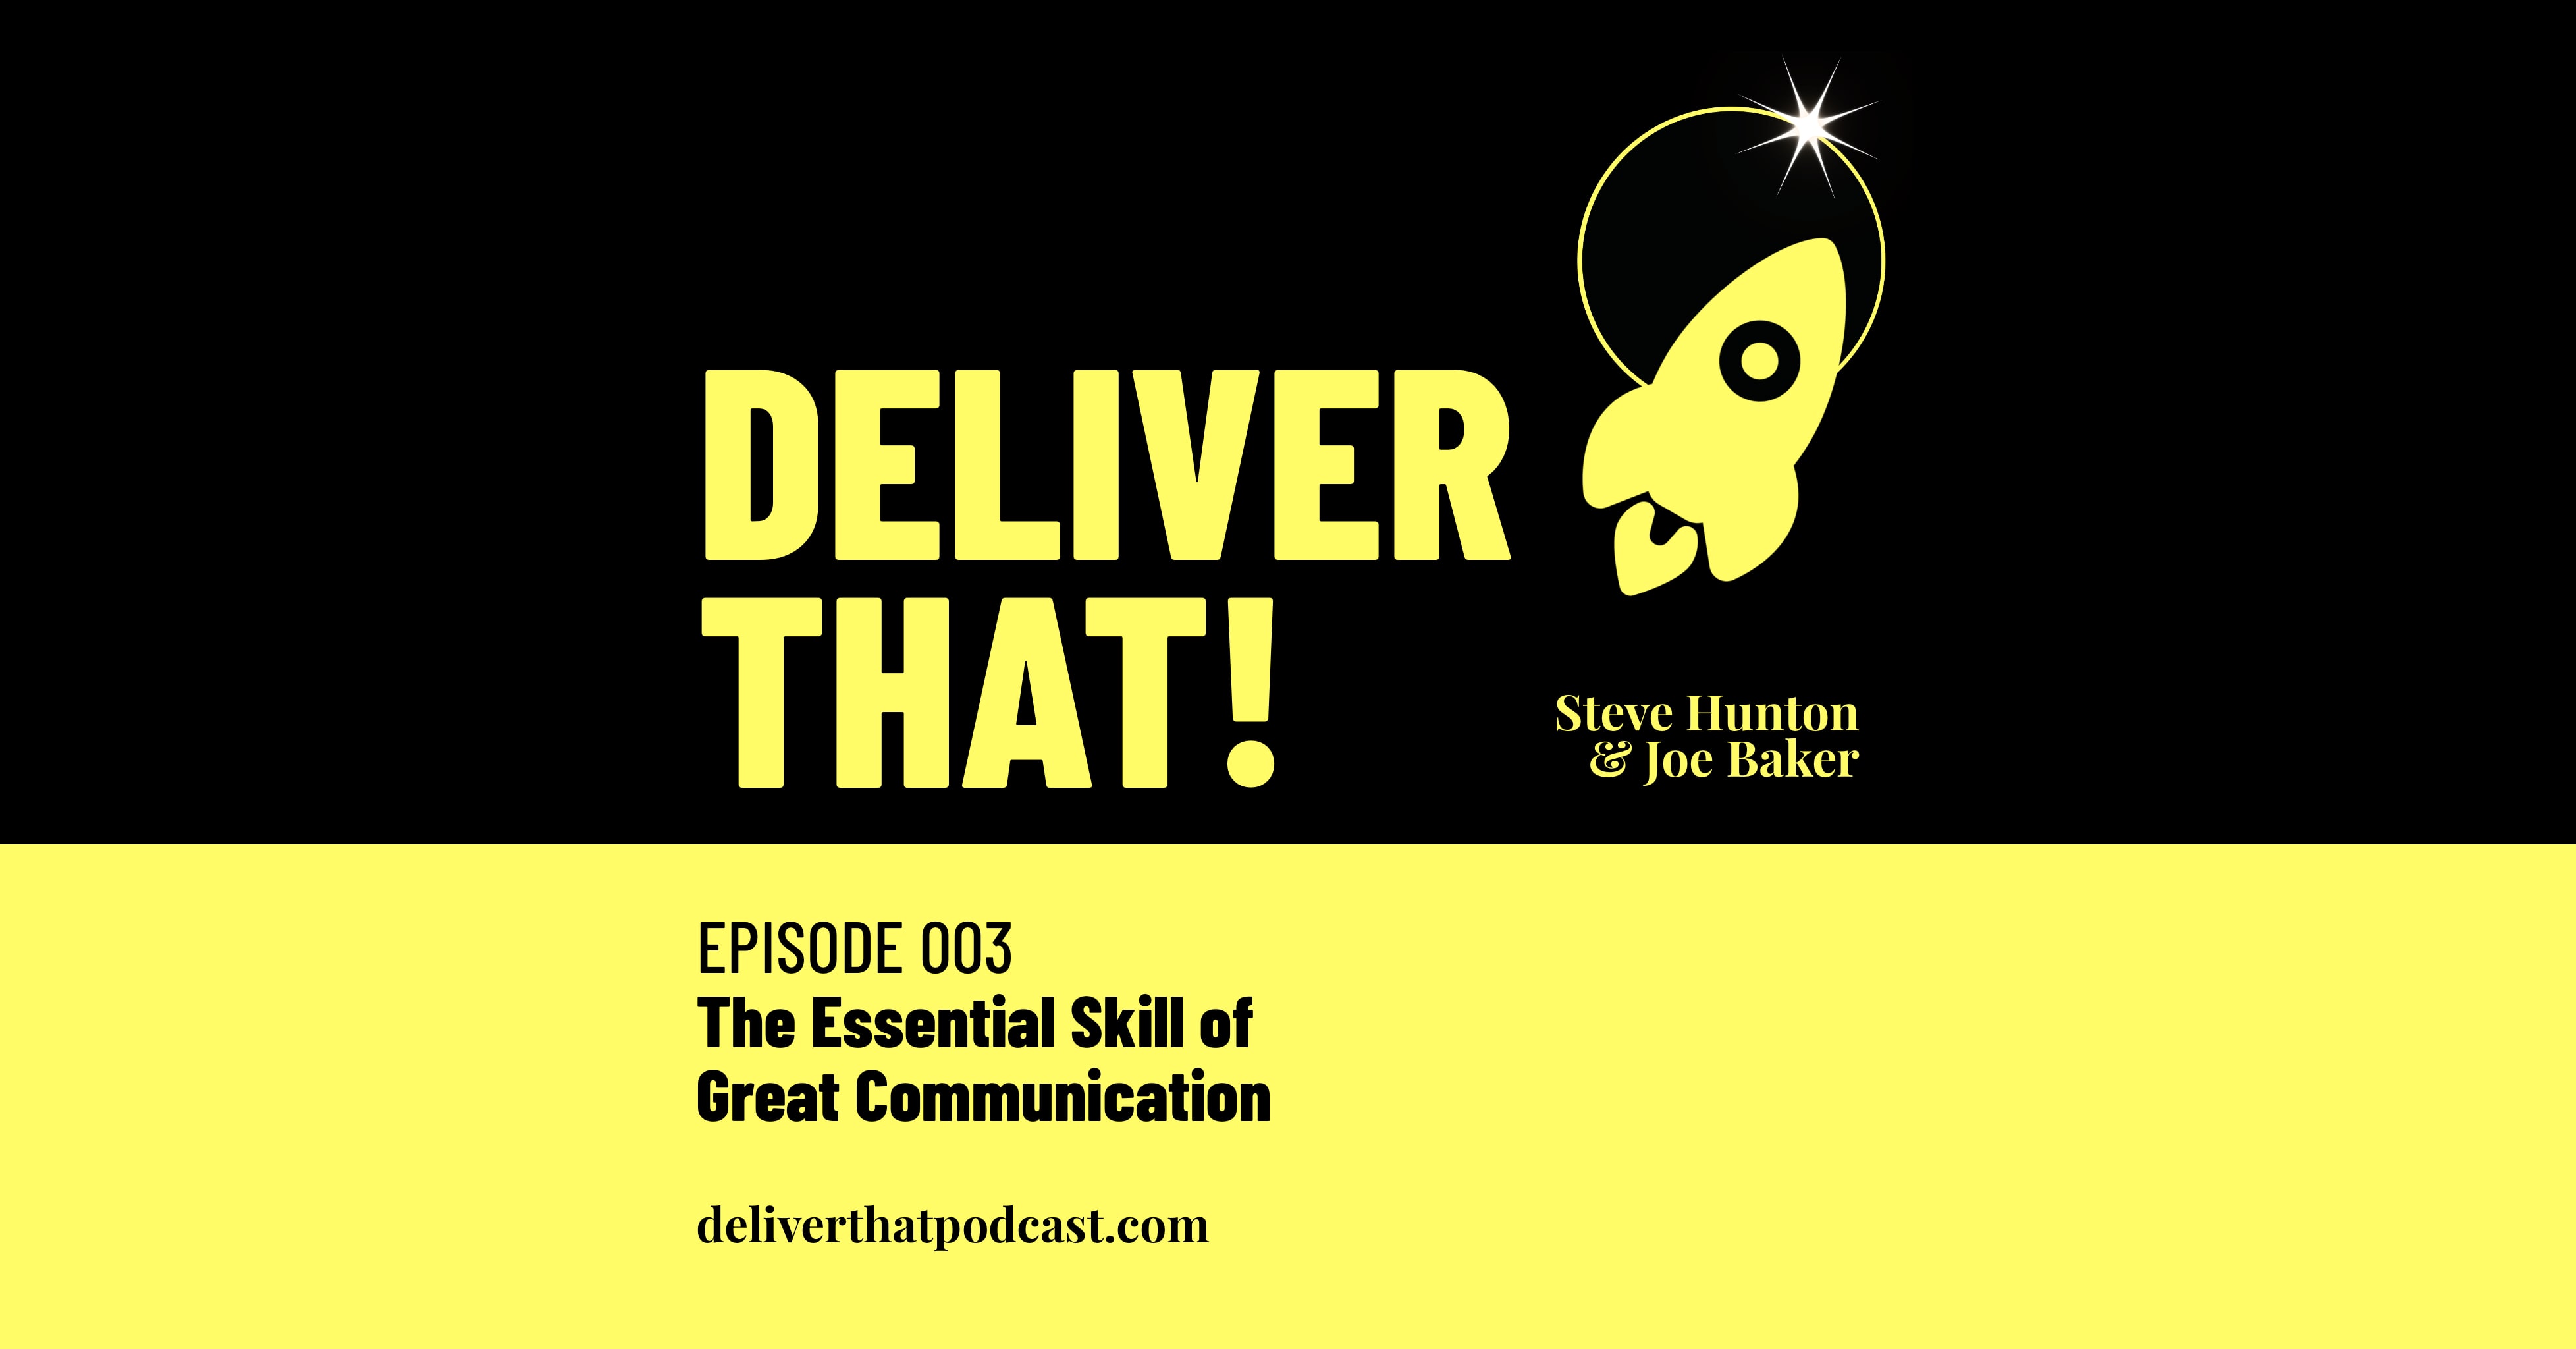 DELIVER
THAT!
Steve Hunton
& Joe Baker
EPISODE 003
The Essential Skill of
Great Communication
deliverthatpodcast.com